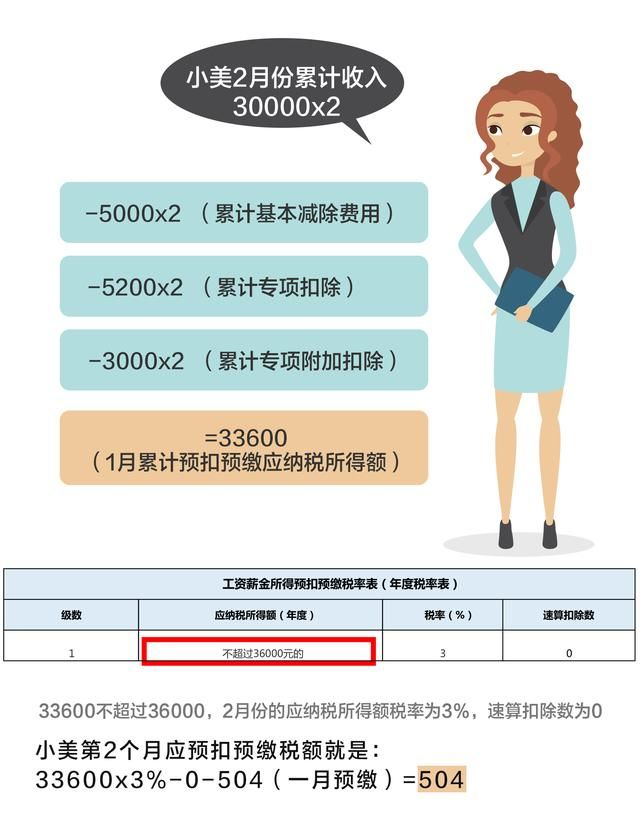 小美2月份累计收入
30000x2
-5000x2 （累计基本减除费用）
-5200x2 （累计专项扣除）
-3000x2 （累计专项附加扣除）
=33600
（1月累计预扣预缴应纳税所得额）
工资薪金所得预扣预缴税率表（年度税率表）
级数 应纳税所得额（年度） 税率（%） 速算扣除数
1 不超过36000元的 3 0
33600不超过36000，2月份的应纳税所得额税率为3%，速算扣除数为0
小美第2个月应预扣预缴税额就是：
33600x3%-0-504（一月预缴）=504